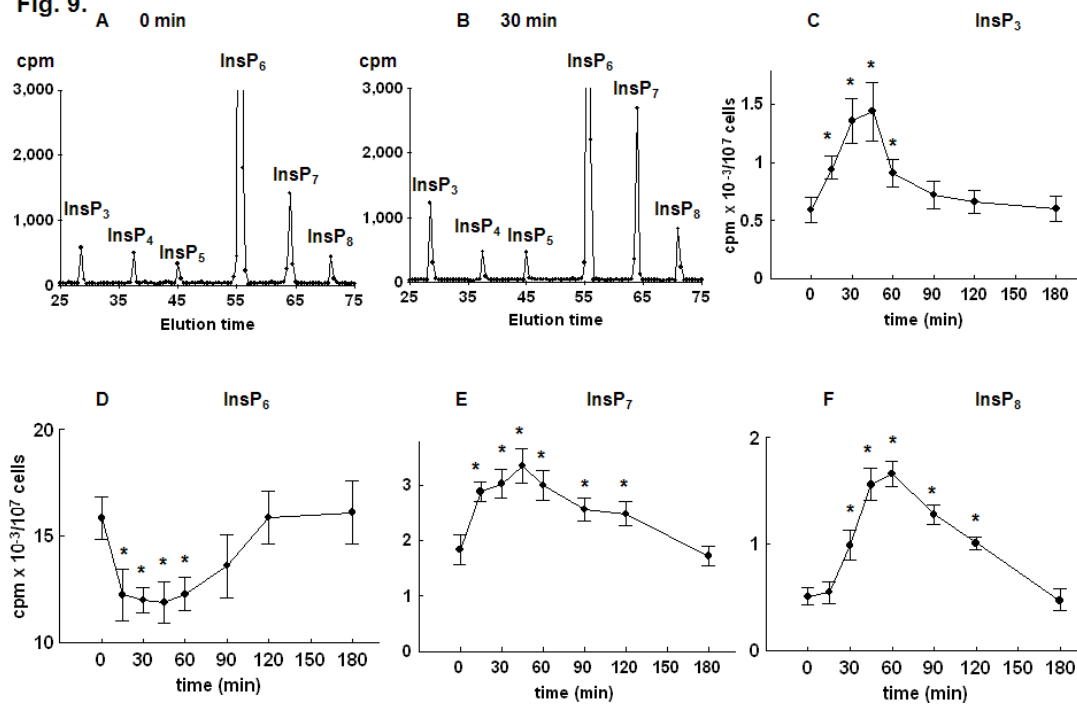 Fig. 9.
A 0 min
cpm
InsP6
3,000
2,000
1,000
0
InsP3
InsP4
InsP5
InsP7
InsP8
25 35 45 55 65 75
Elution time
B 30 min
cpm
InsP6
3,000
2,000
1,000
0
InsP3
InsP4
InsP5
InsP7
InsP8
25 35 45 55 65 75
Elution time
C InsP3
cpm x 10-3/107 cells
1.5
1
0.5
0
* * * *
0 30 60 90 120 150 180
time (min)
D InsP6
cpm x 10-3/107 cells
20
15
10
* * * *
0 30 60 90 120 150 180
time (min)
E InsP7
3
2
1
0
* * * * * *
0 30 60 90 120 150 180
time (min)
F InsP8
2
1
0
* * * * *
0 30 60 90 120 150 180
time (min)